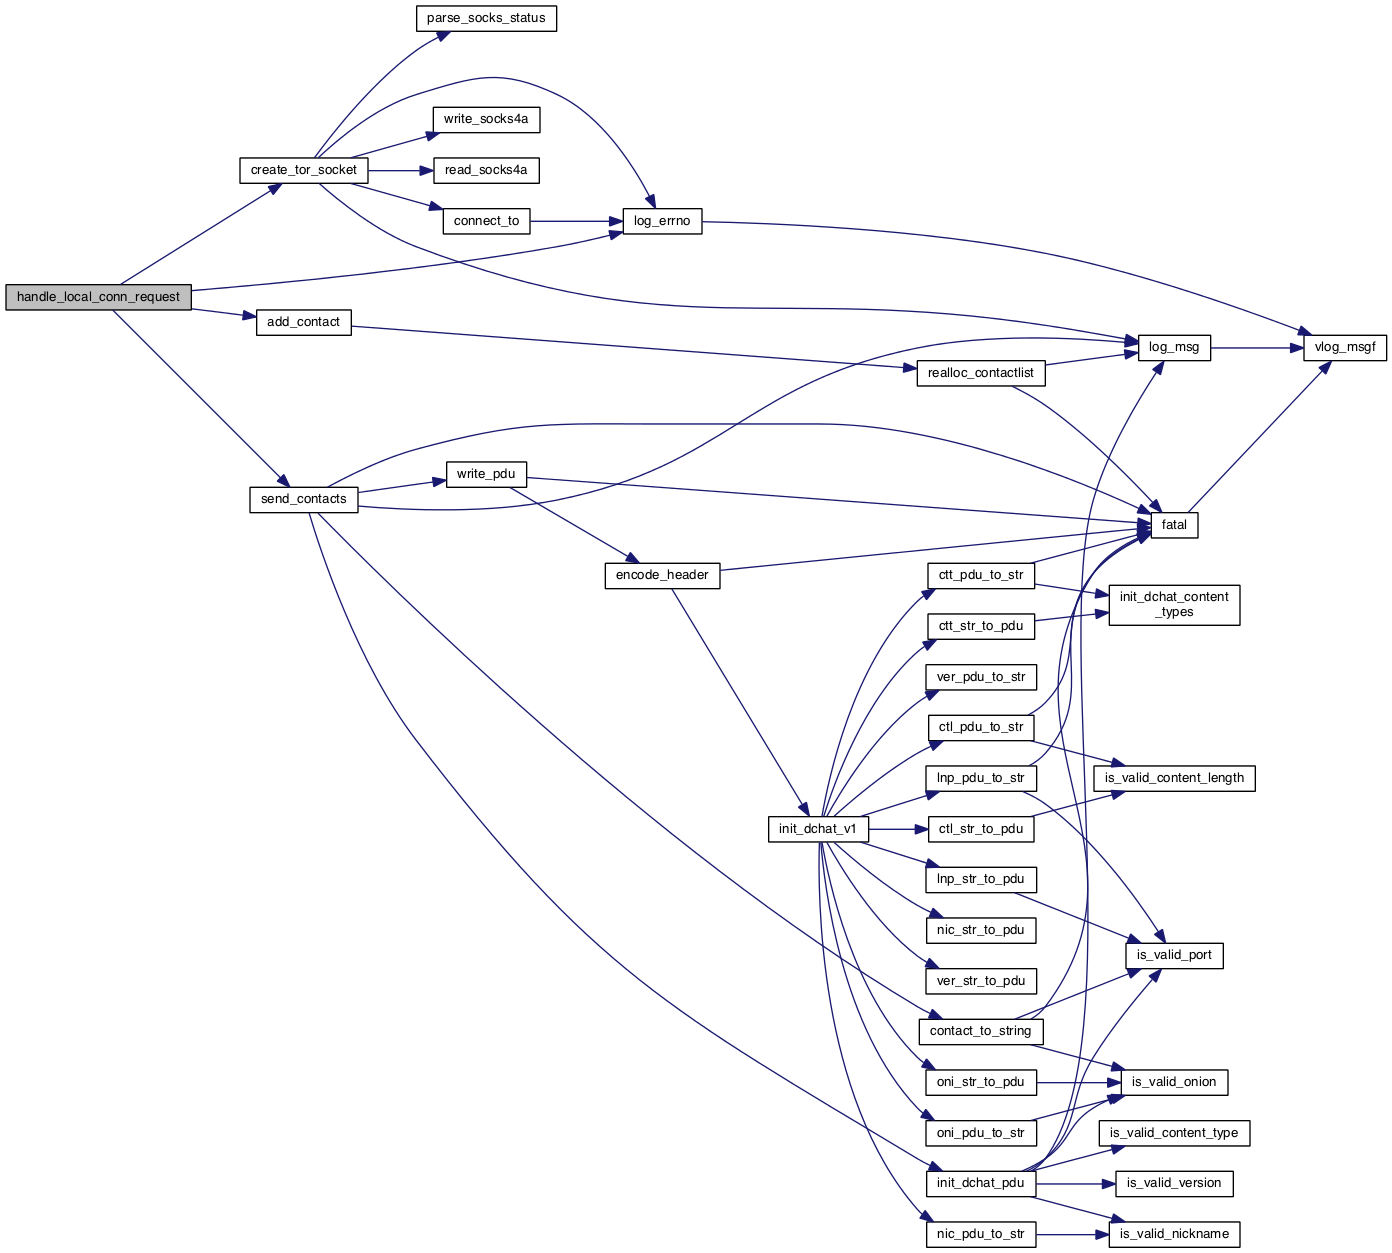 parse_socks_status
write_socks4a
create_tor_socket
read_socks4a
connect_to
log_errno
handle_local_conn_request
add_contact
log_msg
vlog_msgf
realloc_contactlist
write_pdu
send_contacts
fatal
encode_header
ctt_pdu_to_str
init_dchat_content
_types
ctt_str_to_pdu
ver_pdu_to_str
ctl_pdu_to_str
lnp_pdu_to_str
is_valid_content_length
init_dchat_v1
ctl_str_to_pdu
lnp_str_to_pdu
nic_str_to_pdu
is_valid_port
ver_str_to_pdu
contact_to_string
oni_str_to_pdu
is_valid_onion
oni_pdu_to_str
is_valid_content_type
init_dchat_pdu
is_valid_version
nic_pdu_to_str
is_valid_nickname